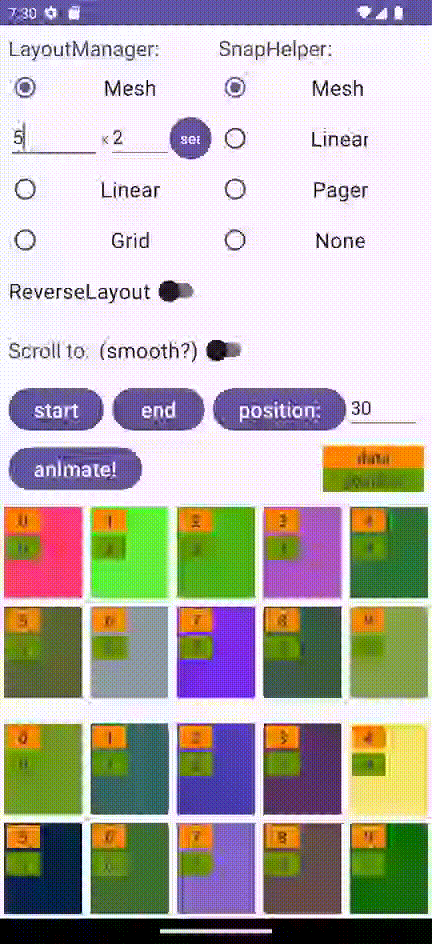 7:30
LayoutManager: SnapHelper:
Mesh Mesh
5 x 2 set Linear
Linear Pager
Grid None
ReverseLayout
Scroll to: (smooth?)
start end position: 30
animate!
data
0 1 2 3 4
5 6 7 8 9
0 1 2 3 4
5 6 7 8 9